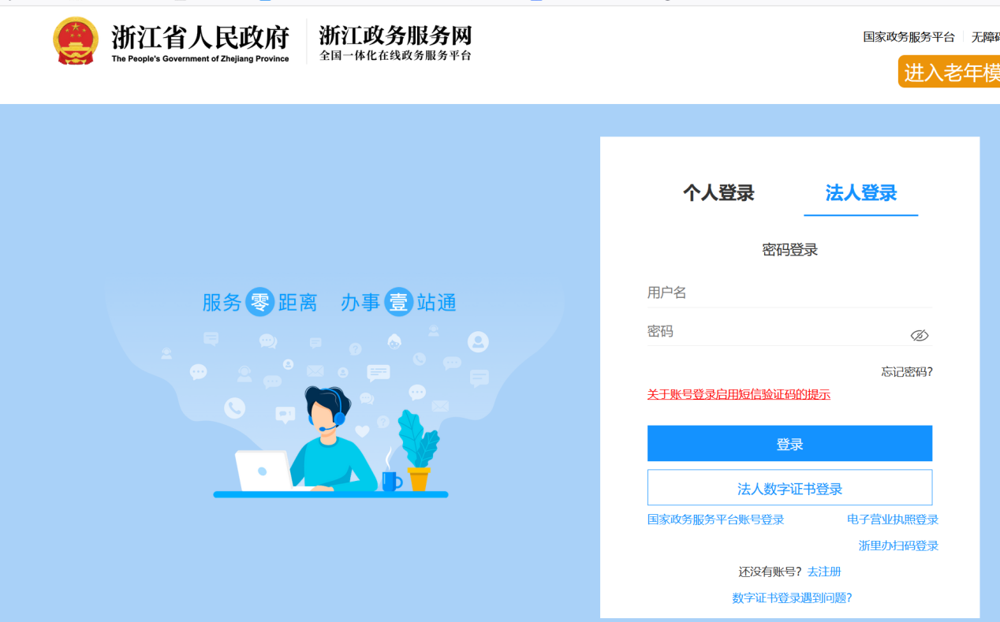 浙江省人民政府
The People's Government of Zhejiang Province
浙江政务服务网
全国一体化在线政务服务平台
国家政务服务平台
无障碍
进入老年模
个人登录
法人登录
密码登录
用户名
密码
忘记密码?
关于账号登录启用短信验证码的提示
登录
法人数字证书登录
国家政务服务平台账号登录
电子营业执照登录
浙里办扫码登录
还没有账号? 去注册
数字证书登录遇到问题?
服务零距离 办事壹站通